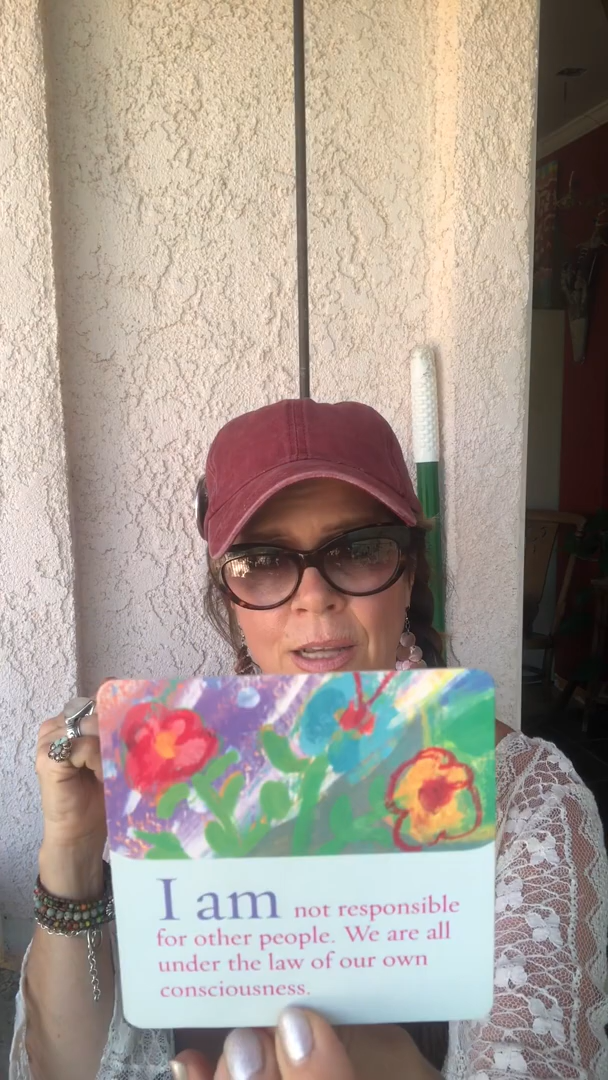 I am not responsible
for other people. We are all
under the law of our own
consciousness.